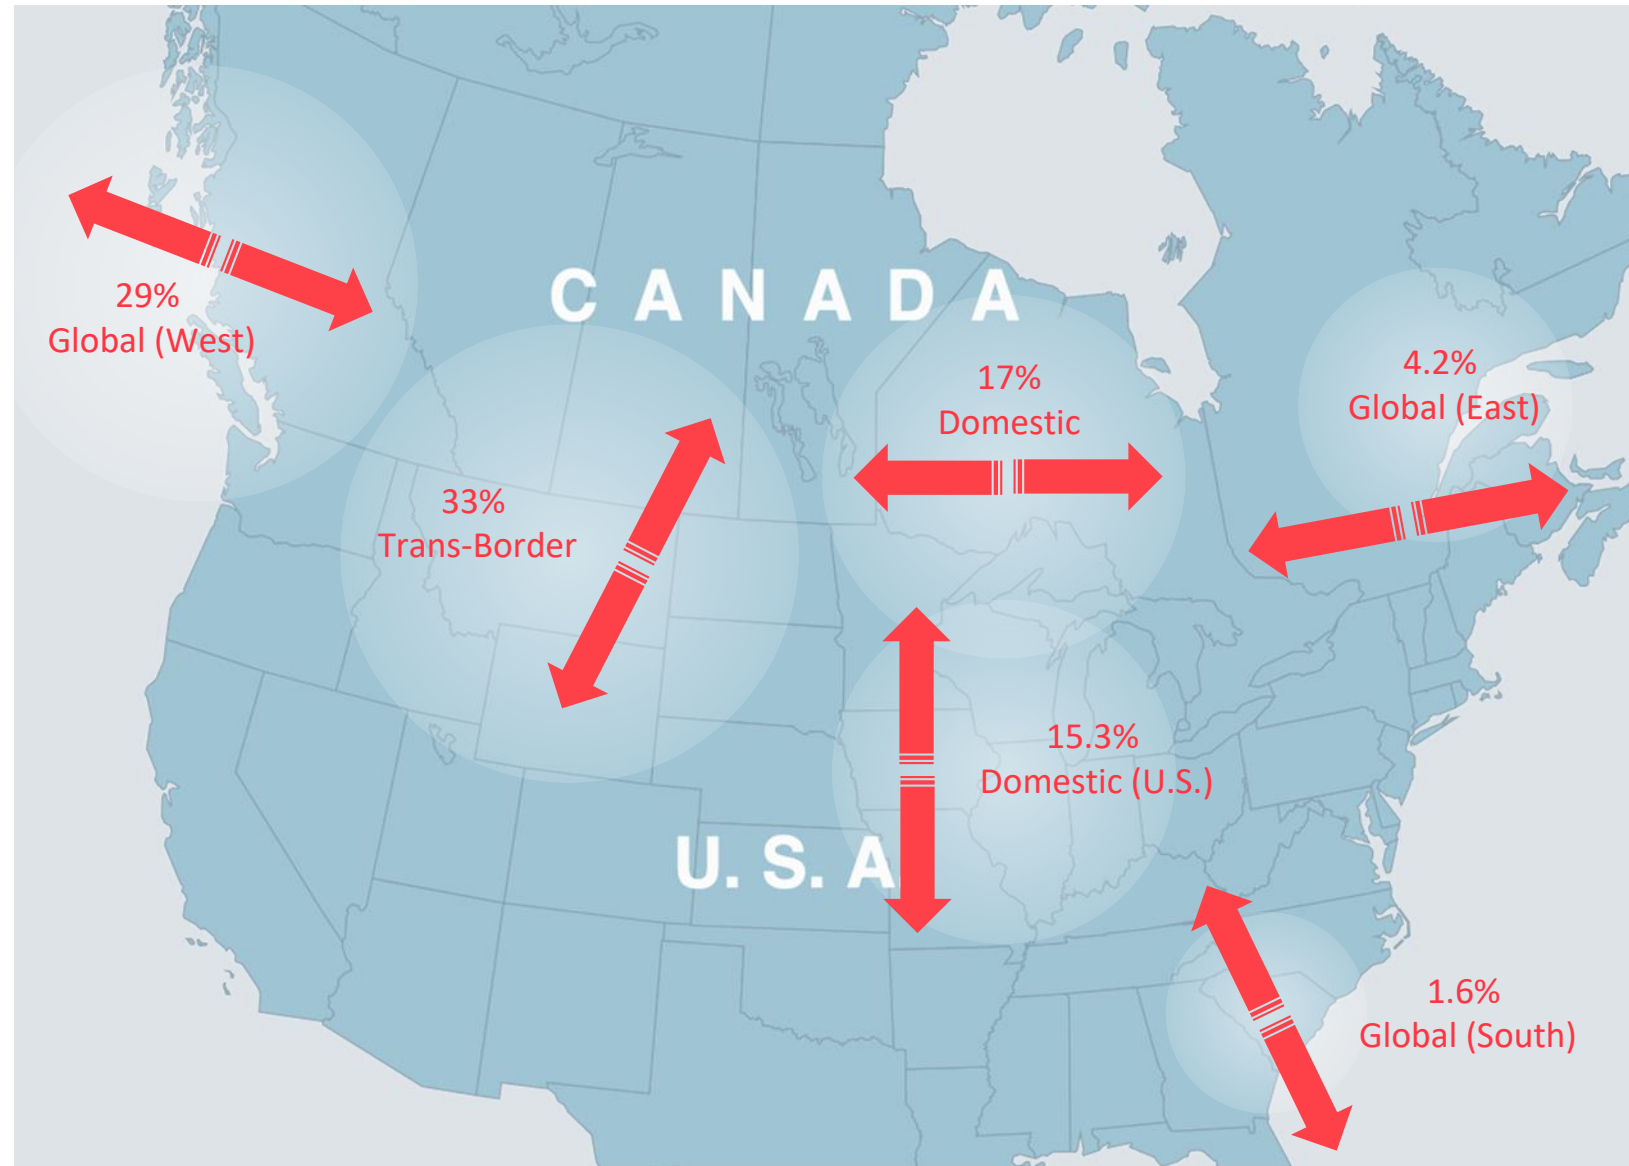 CANADA
29%
Global (West)
17%
Domestic
4.2%
Global (East)
33%
Trans-Border
15.3%
Domestic (U.S.)
U. S. A.
1.6%
Global (South)